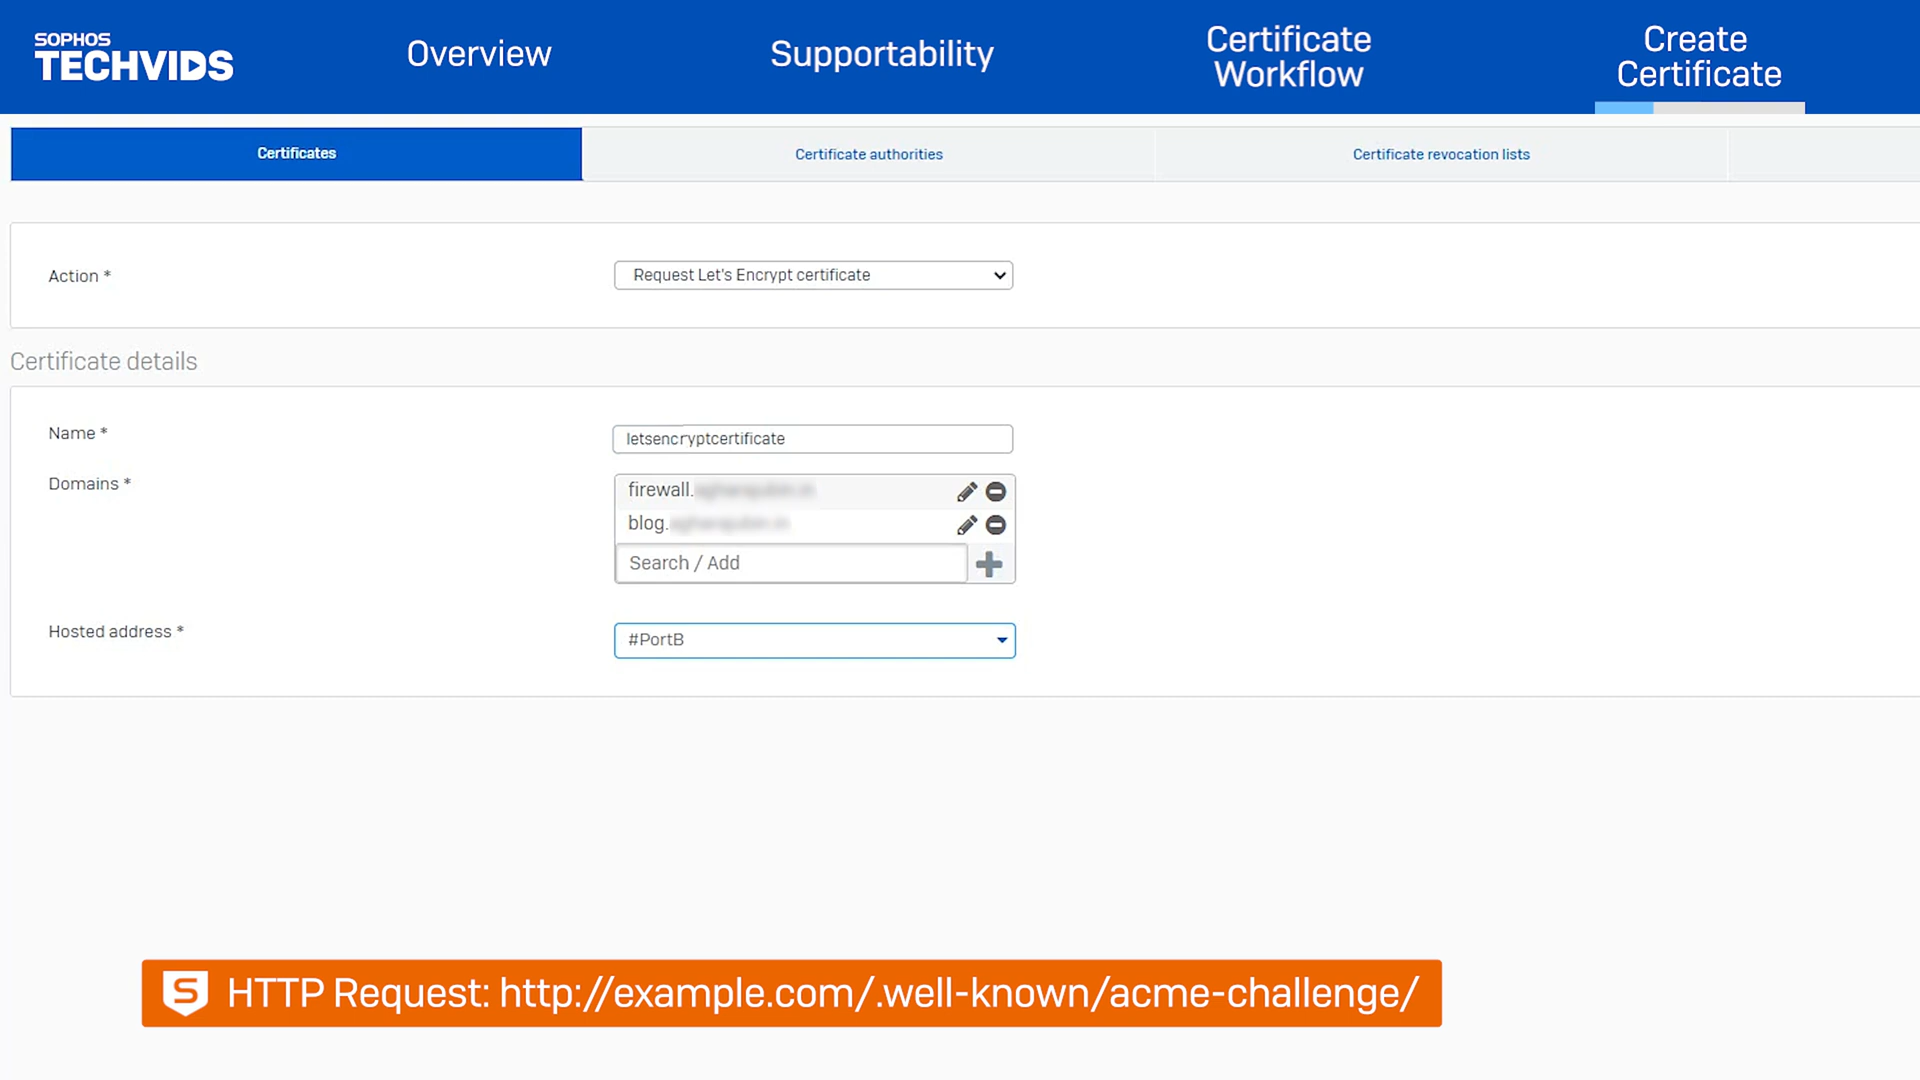 SOPHOS
TECHVIDS
Overview
Supportability
Certificate
Workflow
Create
Certificate
Certificates
Certificate authorities
Certificate revocation lists
Action *
Request Let's Encrypt certificate
Certificate details
Name *
letsencryptcertificate
Domains *
firewall.
blog.
Search / Add
Hosted address *
#PortB
S HTTP Request: http://example.com/.well-known/acme-challenge/